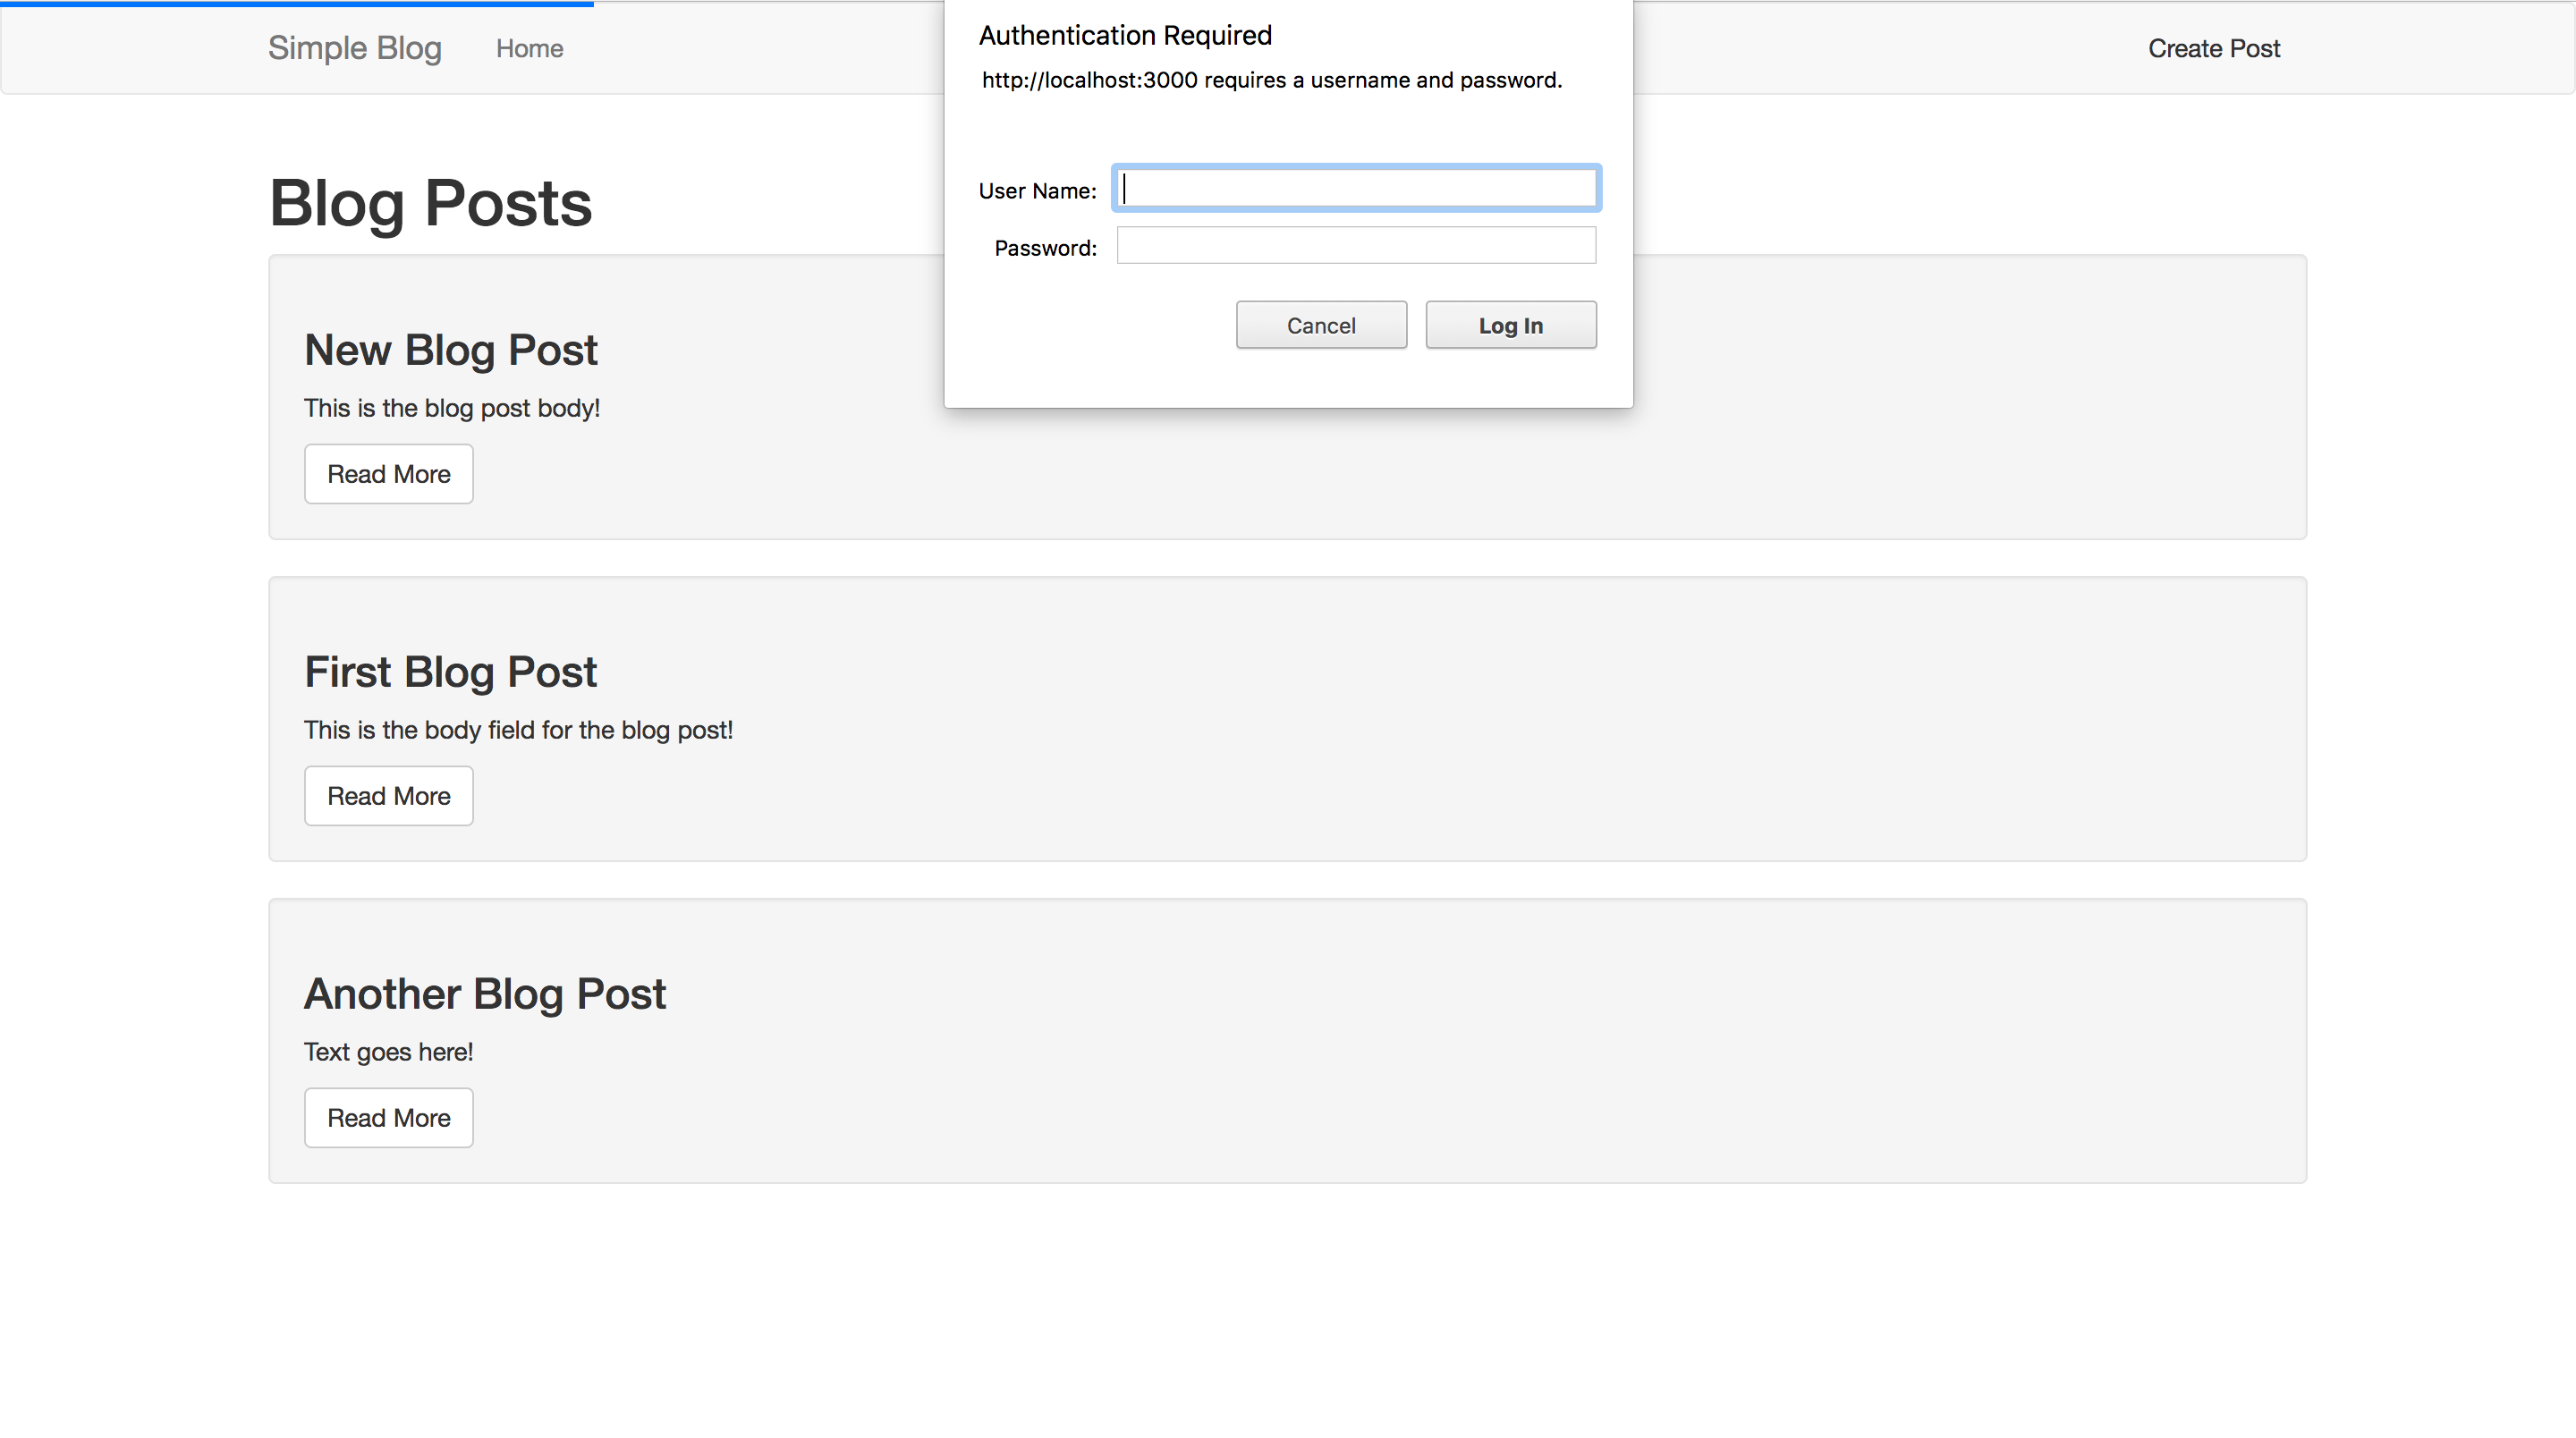 Simple Blog
Home
Create Post
Authentication Required
http://localhost:3000 requires a username and password.
User Name:
Password:
Cancel
Log In
Blog Posts
New Blog Post
This is the blog post body!
Read More
First Blog Post
This is the body field for the blog post!
Read More
Another Blog Post
Text goes here!
Read More